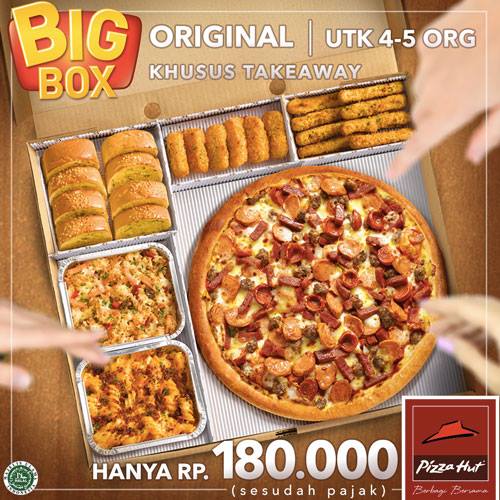 BIG
BOX
ORIGINAL | UTK 4-5 ORG
KHUSUS TAKEAWAY
HANYA RP. 180.000
(sesudah pajak)
Pizza Hut
Berbagi Bersama